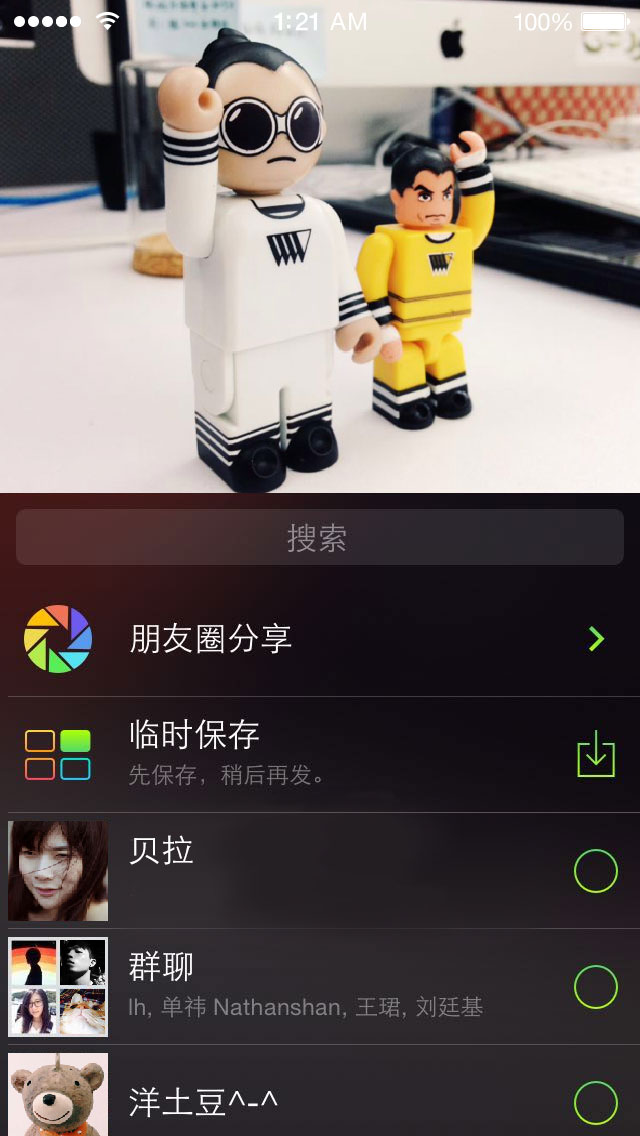 1:21 AM
100%
搜索
朋友圈分享
临时保存
先保存，稍后再发。
贝拉
群聊
lh, 单祎 Nathanshan, 王珺, 刘廷基
洋土豆^-^